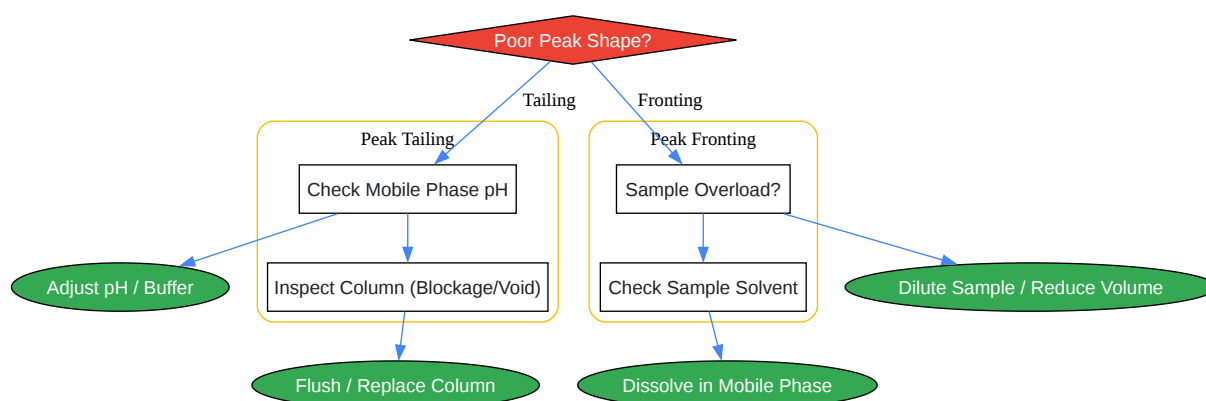 Poor Peak Shape?
Tailing
Fronting
Peak Tailing
Peak Fronting
Check Mobile Phase pH
Sample Overload?
Adjust pH / Buffer
Inspect Column (Blockage/Void)
Check Sample Solvent
Dilute Sample / Reduce Volume
Flush / Replace Column
Dissolve in Mobile Phase